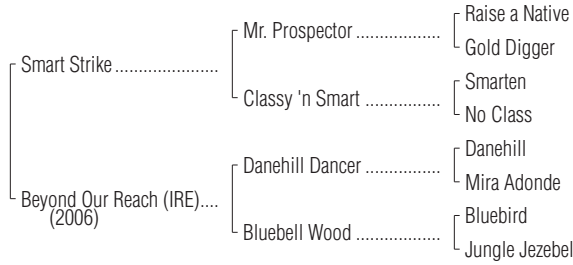 Raise a Native
Mr. Prospector ..................
Gold Digger
Smart Strike ......................
Smarten
Classy 'n Smart ................
No Class
Danehill
Danehill Dancer ................
Mira Adonde
Beyond Our Reach (IRE)....
(2006)
Bluebird
Bluebell Wood ..................
Jungle Jezebel